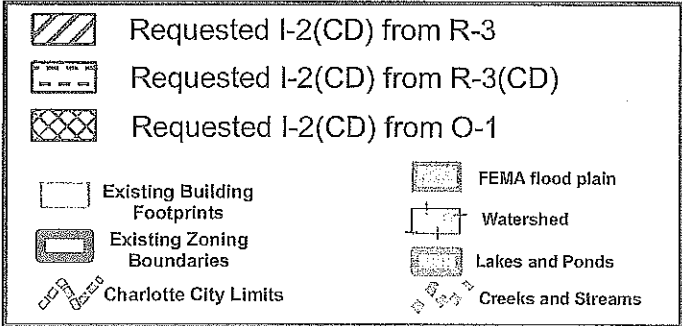 Requested I-2(CD) from R-3
Requested I-2(CD) from R-3(CD)
Requested I-2(CD) from O-1
Existing Building
Footprints
Existing Zoning
Boundaries
Charlotte City Limits
FEMA flood plain
Watershed
Lakes and Ponds
Creeks and Streams